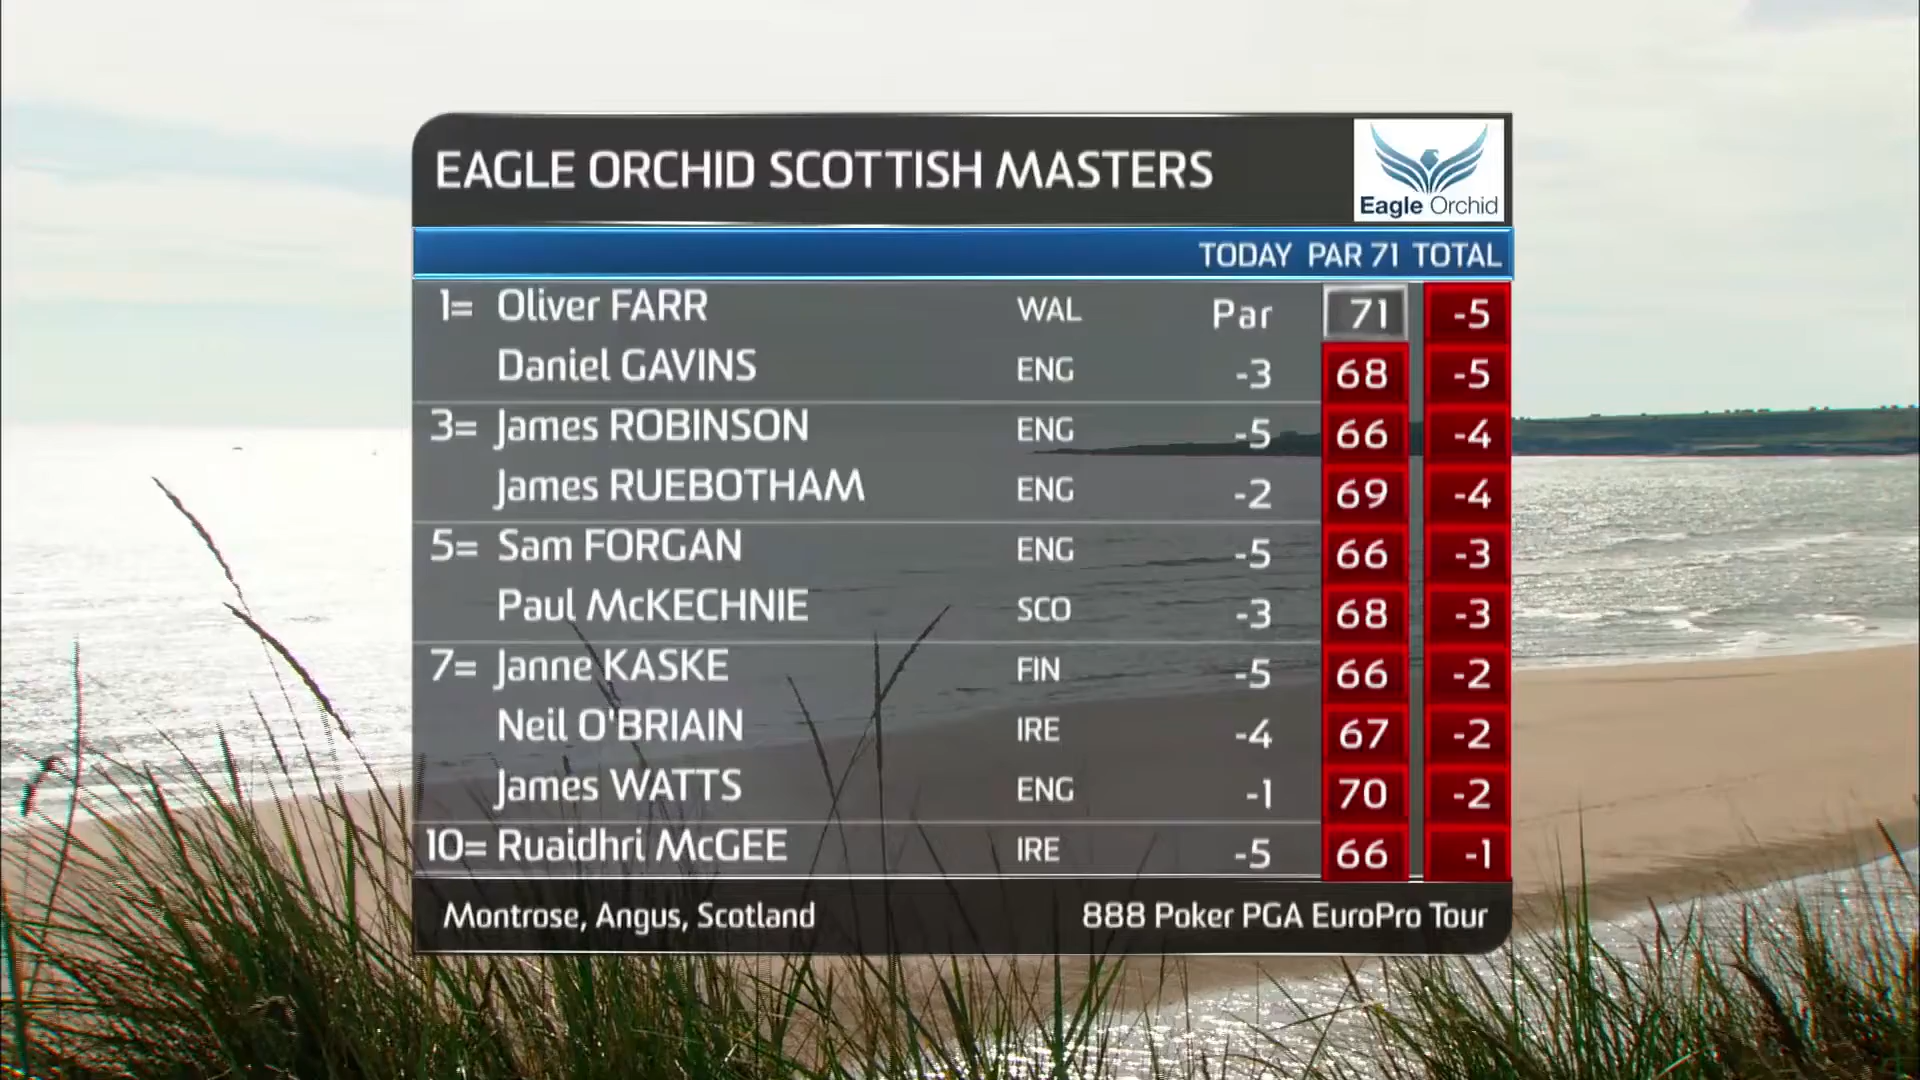 EAGLE ORCHID SCOTTISH MASTERS
Eagle Orchid
TODAY PAR 71 TOTAL
1= Oliver FARR WAL Par 71 -5
Daniel GAVINS ENG -3 68 -5
3= James ROBINSON ENG -5 66 -4
James RUEBOTHAM ENG -2 69 -4
5= Sam FORGAN ENG -5 66 -3
Paul McKECHNIE SCO -3 68 -3
7= Janne KASKE FIN -5 66 -2
Neil O'BRIAIN IRE -4 67 -2
James WATTS ENG -1 70 -2
10= Ruaidhri McGEE IRE -5 66 -1
Montrose, Angus, Scotland 888 Poker PGA EuroPro Tour